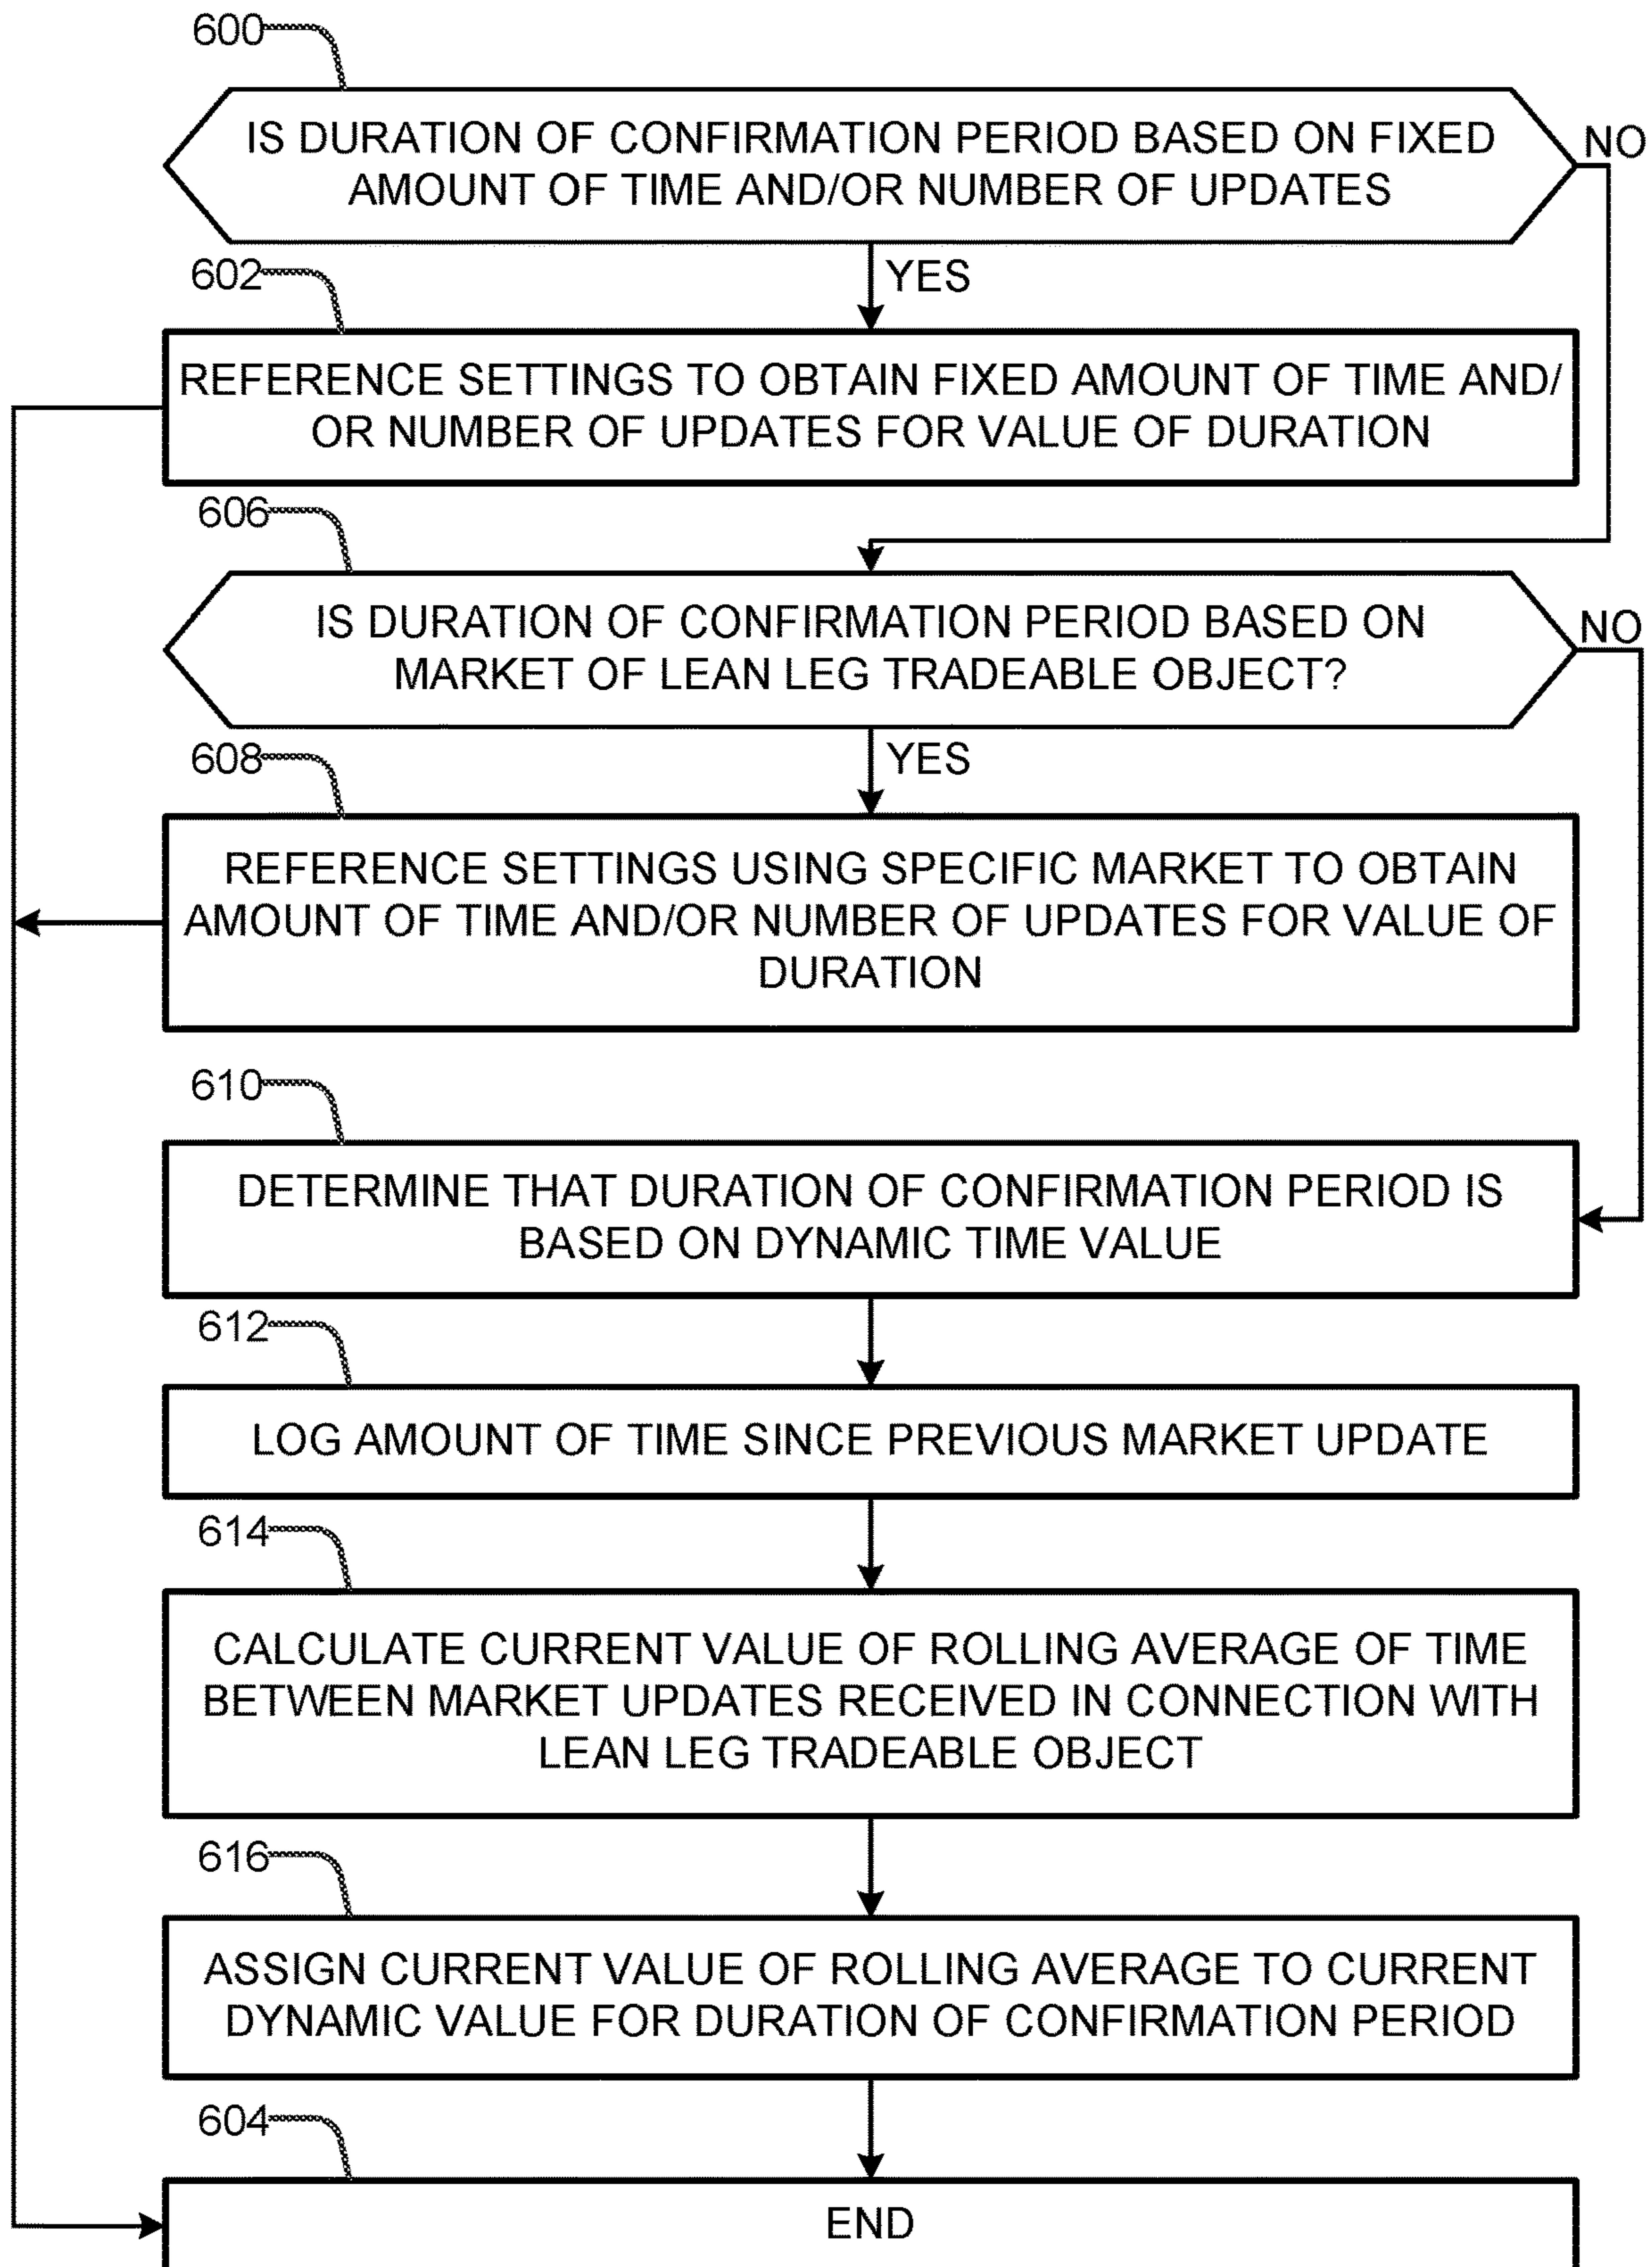 600
IS DURATION OF CONFIRMATION PERIOD BASED ON FIXED
AMOUNT OF TIME AND/OR NUMBER OF UPDATES
NO
YES
602
REFERENCE SETTINGS TO OBTAIN FIXED AMOUNT OF TIME AND/
OR NUMBER OF UPDATES FOR VALUE OF DURATION
606
IS DURATION OF CONFIRMATION PERIOD BASED ON
MARKET OF LEAN LEG TRADEABLE OBJECT?
NO
YES
608
REFERENCE SETTINGS USING SPECIFIC MARKET TO OBTAIN
AMOUNT OF TIME AND/OR NUMBER OF UPDATES FOR VALUE OF
DURATION
610
DETERMINE THAT DURATION OF CONFIRMATION PERIOD IS
BASED ON DYNAMIC TIME VALUE
612
LOG AMOUNT OF TIME SINCE PREVIOUS MARKET UPDATE
614
CALCULATE CURRENT VALUE OF ROLLING AVERAGE OF TIME
BETWEEN MARKET UPDATES RECEIVED IN CONNECTION WITH
LEAN LEG TRADEABLE OBJECT
616
ASSIGN CURRENT VALUE OF ROLLING AVERAGE TO CURRENT
DYNAMIC VALUE FOR DURATION OF CONFIRMATION PERIOD
604
END